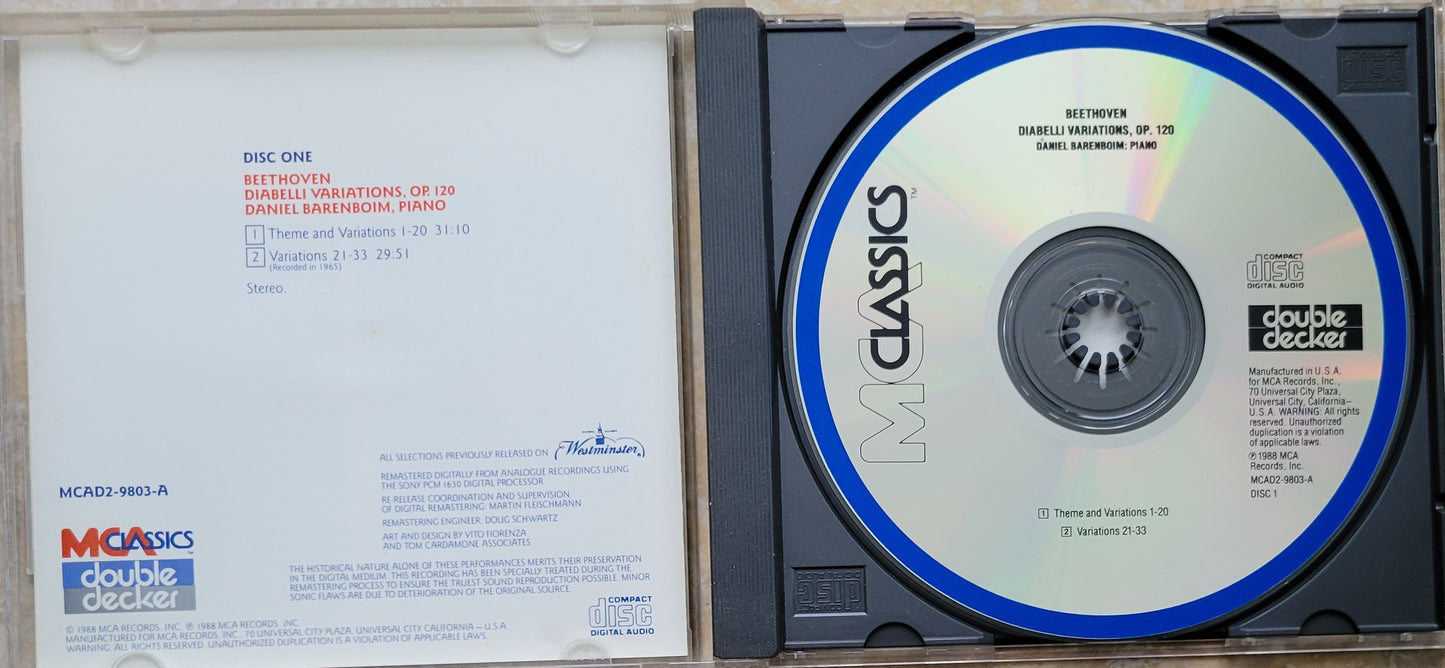 DISC ONE
BEETHOVEN
DIABELLI VARIATIONS, OP. 120
DANIEL BARENBOIM, PIANO
1 Theme and Variations 1-20 31:10
2 Variations 21-33 29:51
(Recorded in 1965)
Stereo.
ALL SELECTIONS PREVIOUSLY RELEASED ON Westminster
REMASTERED DIGITALLY FROM ANALOGUE RECORDINGS USING
THE SONY PCM 1630 DIGITAL PROCESSOR
RE-RELEASE COORDINATION AND SUPERVISION
OF DIGITAL REMASTERING: MARTIN FLEISCHMANN
REMASTERING ENGINEER: DOUG SCHWARTZ
ART AND DESIGN BY VITO FIORENZA
AND TOM CARDAMONE ASSOCIATES
MCAD2-9803-A
MCA CLASSICS
double
decker
THE HISTORICAL NATURE ALONE OF THESE PERFORMANCES MERITS THEIR PRESERVATION
IN THE DIGITAL MEDIUM. THIS RECORDING HAS BEEN SPECIALLY TREATED DURING THE
REMASTERING PROCESS TO ENSURE THE TRUEST SOUND REPRODUCTION POSSIBLE. MINOR
SONIC FLAWS ARE DUE TO DETERIORATION OF THE ORIGINAL SOURCE.
COMPACT
disc
DIGITAL AUDIO
© 1988 MCA RECORDS, INC. ℗ 1988 MCA RECORDS, INC.
MANUFACTURED FOR MCA RECORDS, INC., 70 UNIVERSAL CITY PLAZA, UNIVERSAL CITY CALIFORNIA – U.S.A.
WARNING: ALL RIGHTS RESERVED. UNAUTHORIZED DUPLICATION IS A VIOLATION OF APPLICABLE LAWS.
BEETHOVEN
DIABELLI VARIATIONS, OP. 120
DANIEL BARENBOIM: PIANO
MCA CLASSICS™
COMPACT
disc
DIGITAL AUDIO
double
decker
Manufactured in U.S.A.
for MCA Records, Inc.,
70 Universal City Plaza,
Universal City, California–
U.S.A. WARNING: All rights
reserved. Unauthorized
duplication is a violation
of applicable laws.
℗ 1988 MCA
Records, Inc.
MCAD2-9803-A
DISC 1
1 Theme and Variations 1-20
2 Variations 21-33
COMPACT
disc
DIGITAL AUDIO
COMPACT
disc